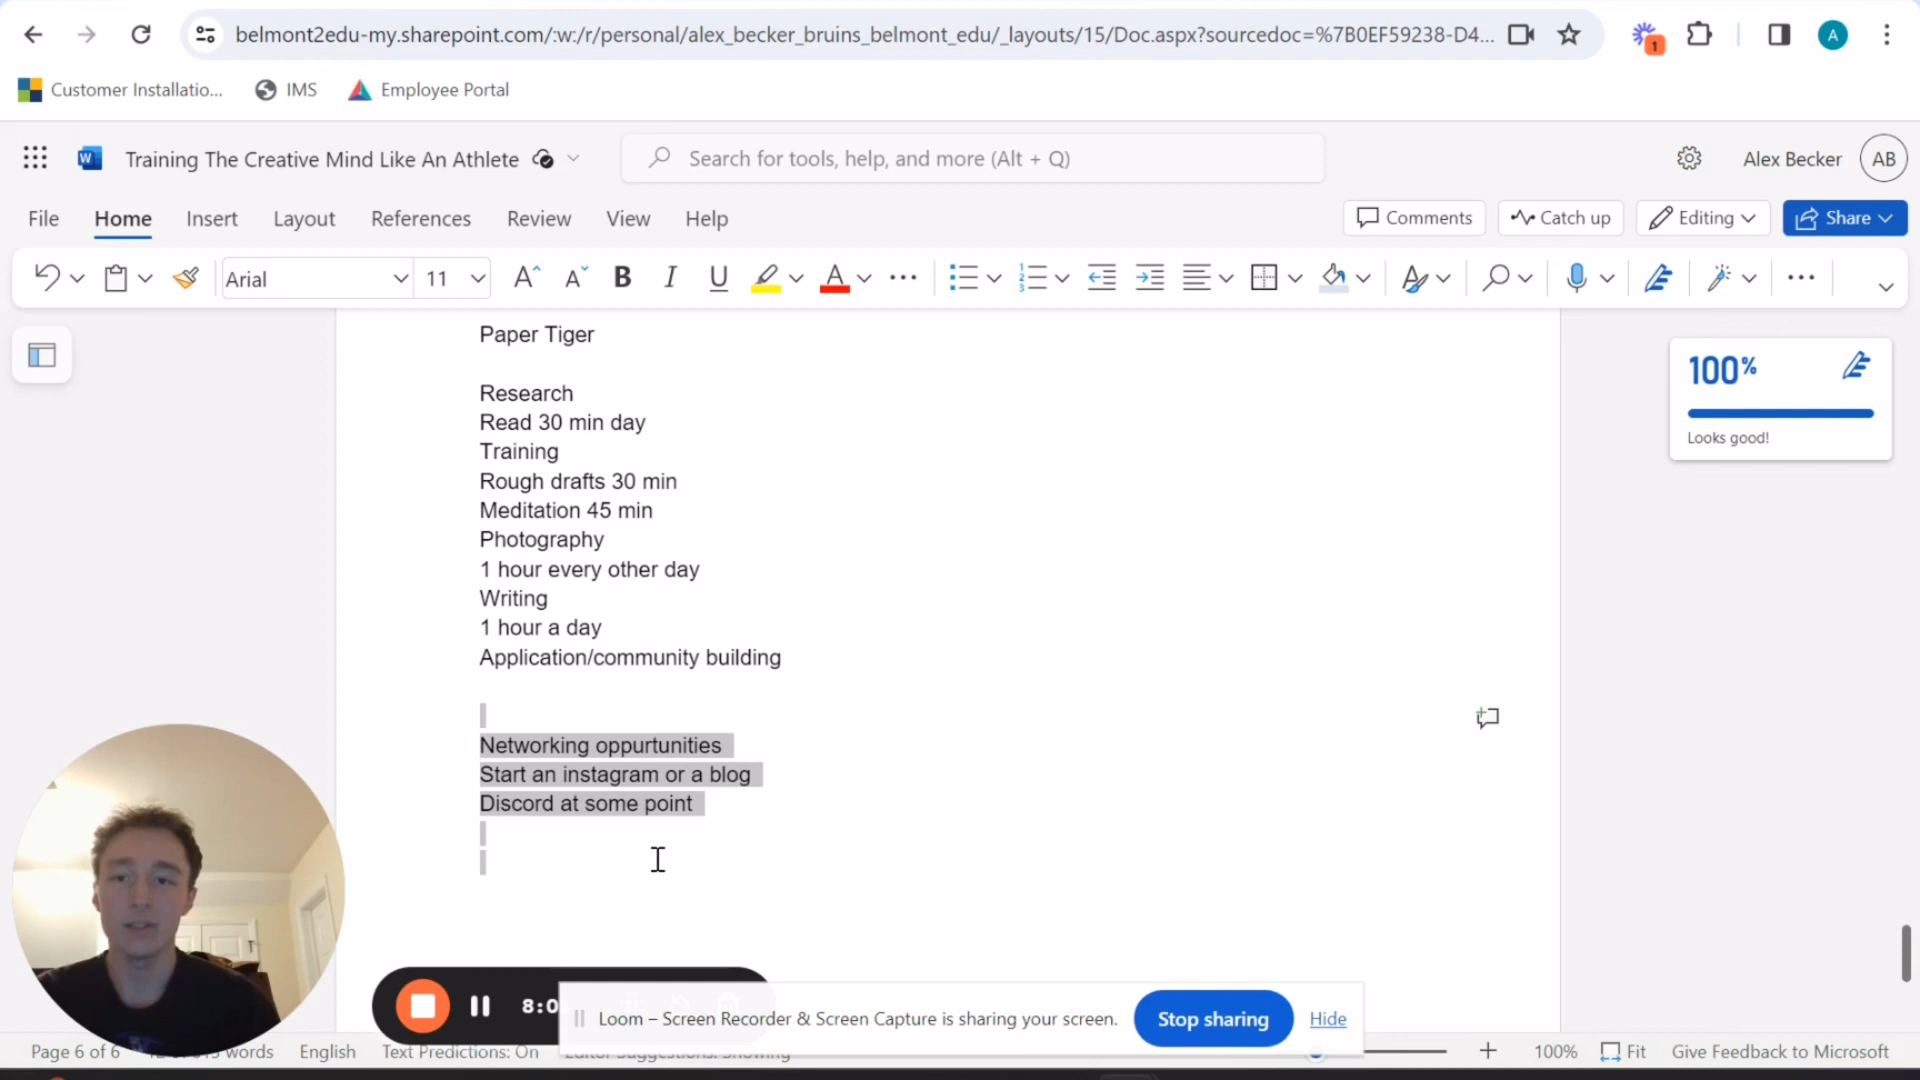 belmont2edu-my.sharepoint.com/:w:/r/personal/alex_becker_bruins_belmont_edu/_layouts/15/Doc.aspx?sourcedoc=%7B0EF59238-D4...
1
A
Customer Installatio...
IMS
Employee Portal
W
Training The Creative Mind Like An Athlete
Search for tools, help, and more (Alt + Q)
Alex Becker
AB
File
Home
Insert
Layout
References
Review
View
Help
Comments
Catch up
Editing
Share
Arial
11
Paper Tiger
Research
Read 30 min day
Training
Rough drafts 30 min
Meditation 45 min
Photography
1 hour every other day
Writing
1 hour a day
Application/community building
Networking oppurtunities
Start an instagram or a blog
Discord at some point
100%
Looks good!
8:0
Loom – Screen Recorder & Screen Capture is sharing your screen.
Stop sharing
Hide
Page 6 of 6
words
English
Text Predictions: On
Editor Suggestions: Showing
100%
Fit
Give Feedback to Microsoft